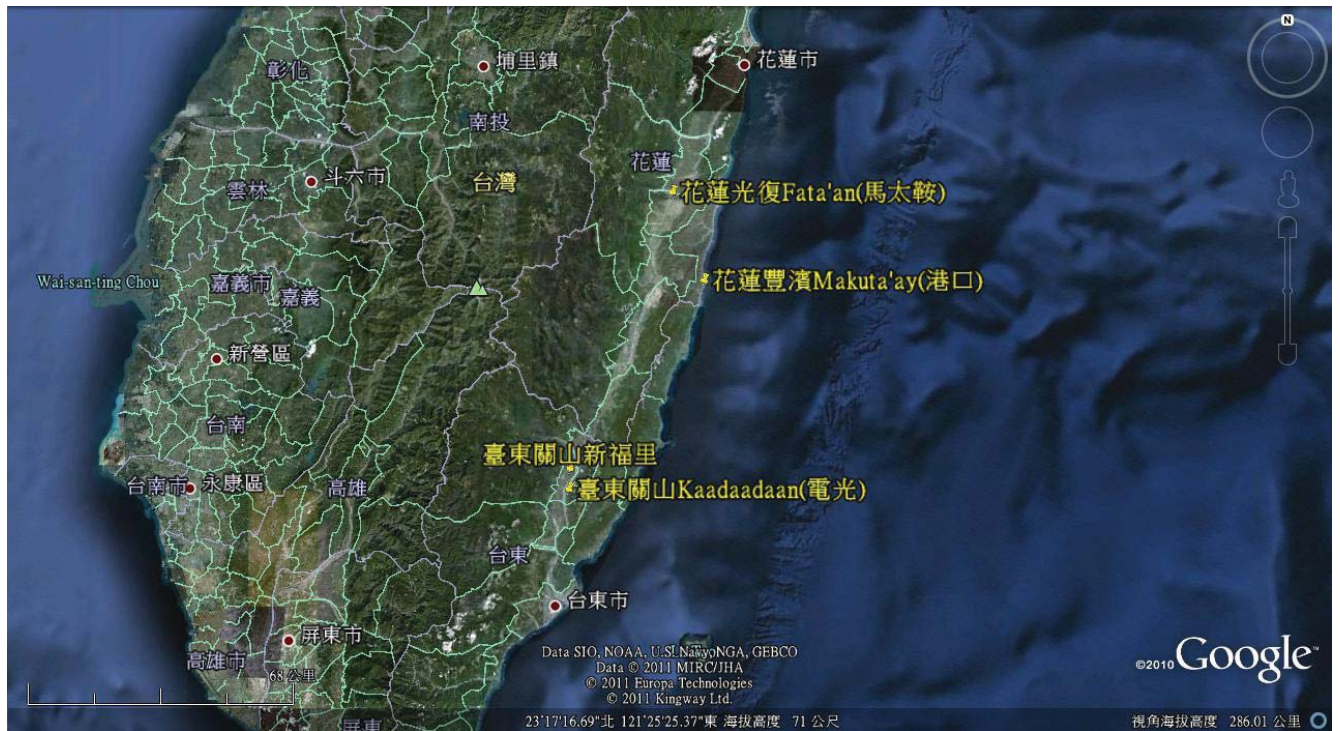 N
彰化
埔里鎮
花蓮市
南投
花蓮
斗六市
台灣
雲林
花蓮光復Fata'an(馬太鞍)
Wai-san-ting Chou
嘉義市
嘉義
花蓮豐濱Makuta'ay(港口)
新營區
台南
臺東關山新福里
台南市
永康區
高雄
臺東關山Kaadaadaan(電光)
台東
台東市
屏東市
高雄市
68 公里
屏東
Data SIO, NOAA, U.S. Navy, NGA, GEBCO
Data © 2011 MIRC/JHA
© 2011 Europa Technologies
© 2011 Kingway Ltd.
©2010 Google™
23°17'16.69"北 121°25'25.37"東 海拔高度 71 公尺
視角海拔高度 286.01 公里